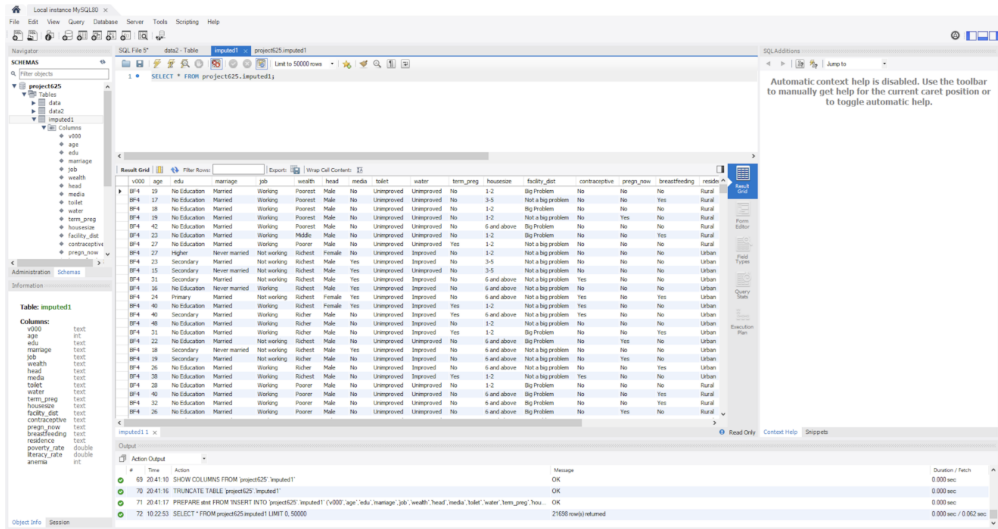 Local instance MySQL80
File Edit View Query Database Server Tools Scripting Help
Navigator
SCHEMAS
Filter objects
project625
Tables
data
data2
imputed1
Columns
v000
age
edu
marriage
job
wealth
head
media
toilet
water
term_preg
housesize
facility_dist
contraceptive
pregn_now
Administration Schemas
Information
Table: imputed1
Columns:
v000 text
age int
edu text
marriage text
job text
wealth text
head text
media text
toilet text
water text
term_preg text
housesize text
facility_dist text
contraceptive text
pregn_now text
breastfeeding text
residence text
poverty_rate double
literacy_rate double
anemia int
Object Info Session
SQL File 5* data2 - Table imputed1 project625.imputed1
Limit to 50000 rows
1 SELECT * FROM project625.imputed1;
Result Grid Filter Rows: Export: Wrap Cell Content:
v000 age edu marriage job wealth head media toilet water term_preg housesize facility_dist contraceptive pregn_now breastfeeding
BF4 19 No Education Married Working Poorest Male No Unimproved Unimproved No 1-2 Big Problem No No No Rural
BF4 17 No Education Married Working Poorest Male No Unimproved Unimproved No 3-5 Not a big problem No No Yes Rural
BF4 18 No Education Married Working Poorest Male No Unimproved Unimproved No 1-2 Big Problem No No No Rural
BF4 19 No Education Married Working Poorest Male No Unimproved Unimproved No 1-2 Not a big problem No Yes No Rural
BF4 42 No Education Married Working Poorest Male No Unimproved Unimproved No 6 and above Big Problem No No No Rural
BF4 23 No Education Married Working Middle Male No Unimproved Unimproved No 1-2 Big Problem No No Yes Rural
BF4 27 No Education Married Working Poorer Male No Unimproved Unimproved Yes 1-2 Not a big problem No No No Rural
BF4 27 Higher Never married Not working Richest Female No Unimproved Improved No 1-2 Not a big problem No No No Urban
BF4 23 Secondary Married Not working Richest Male Yes Unimproved Improved No 3-5 Not a big problem No No No Urban
BF4 15 Secondary Never married Not working Richest Male Yes Unimproved Improved No 3-5 Not a big problem No No No Urban
BF4 31 Secondary Married Not working Richest Male Yes Unimproved Improved No 6 and above Not a big problem Yes No Yes Urban
BF4 16 No Education Never married Working Richest Male No Unimproved Improved No 6 and above Not a big problem No No No Urban
BF4 24 Primary Married Not working Richest Female Yes Unimproved Improved No 6 and above Not a big problem No No Yes Urban
BF4 40 No Education Married Working Richest Female Yes Unimproved Improved Yes 1-2 Not a big problem No No No Urban
BF4 40 Secondary Married Not working Richer Male No Unimproved Improved No 6 and above Not a big problem Yes No No Urban
BF4 48 No Education Married Working Richer Male No Unimproved Improved No 1-2 Not a big problem No No No Urban
BF4 31 No Education Married Working Richer Male No Unimproved Improved Yes 1-2 Big Problem No No Yes Urban
BF4 22 No Education Married Not working Richest Male No Unimproved Unimproved No 6 and above Big Problem No Yes No Urban
BF4 18 Secondary Never married Not working Richest Male Yes Unimproved Improved No 6 and above Not a big problem No No No Urban
BF4 19 Secondary Married Not working Richer Male No Unimproved Improved No 6 and above Not a big problem No Yes No Urban
BF4 26 No Education Married Working Richer Male No Unimproved Improved No 6 and above Not a big problem No No Yes Urban
BF4 38 No Education Married Working Richest Male Yes Unimproved Improved Yes 1-2 Not a big problem Yes No No Urban
BF4 28 No Education Married Not working Poorer Male No Unimproved Unimproved No 1-2 Big Problem No No No Rural
BF4 40 No Education Married Working Poorer Male No Unimproved Improved No 6 and above Big Problem No No Yes Rural
BF4 32 No Education Married Working Poorer Male No Unimproved Improved No 6 and above Big Problem No No Yes Rural
BF4 26 No Education Married Working Poorer Male No Unimproved Improved No 6 and above Not a big problem No Yes No Rural
Result Grid
Form Editor
Field Types
Query Stats
Execution Plan
imputed1 1
Read Only
SQLAdditions
Jump to
Automatic context help is disabled. Use the toolbar
to manually get help for the current caret position or
to toggle automatic help.
Context Help Snippets
Output
Action Output
# Time Action Message Duration / Fetch
69 20:41:10 SHOW COLUMNS FROM `project625`.`imputed1` OK 0.000 sec
70 20:41:16 TRUNCATE TABLE `project625`.`imputed1` OK 0.000 sec
71 20:41:17 PREPARE stmt FROM 'INSERT INTO `project625`.`imputed1` (`v000`,`age`,`edu`,`marriage`,`job`,`wealth`,`head`,`media`,`toilet`,`water`,`term_preg`,`hou... OK 0.000 sec
72 10:22:53 SELECT * FROM project625.imputed1 LIMIT 0, 50000 21698 row(s) returned 0.000 sec / 0.062 sec